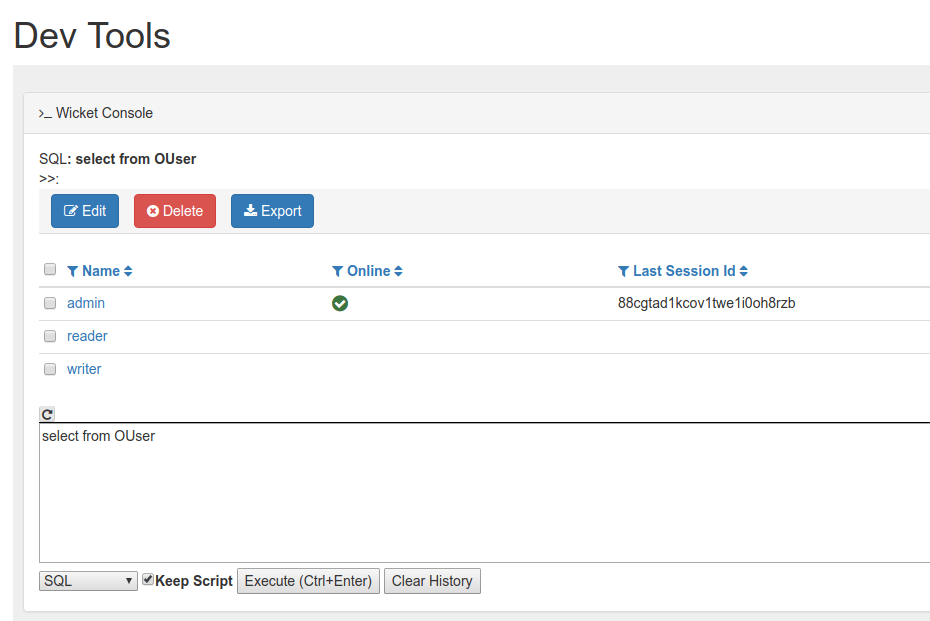 Dev Tools
>_ Wicket Console
SQL: select from OUser
>>:
Edit Delete Export
Name Online Last Session Id
admin 88cgtad1kcov1twe1i0oh8rzb
reader
writer
select from OUser
SQL Keep Script Execute (Ctrl+Enter) Clear History